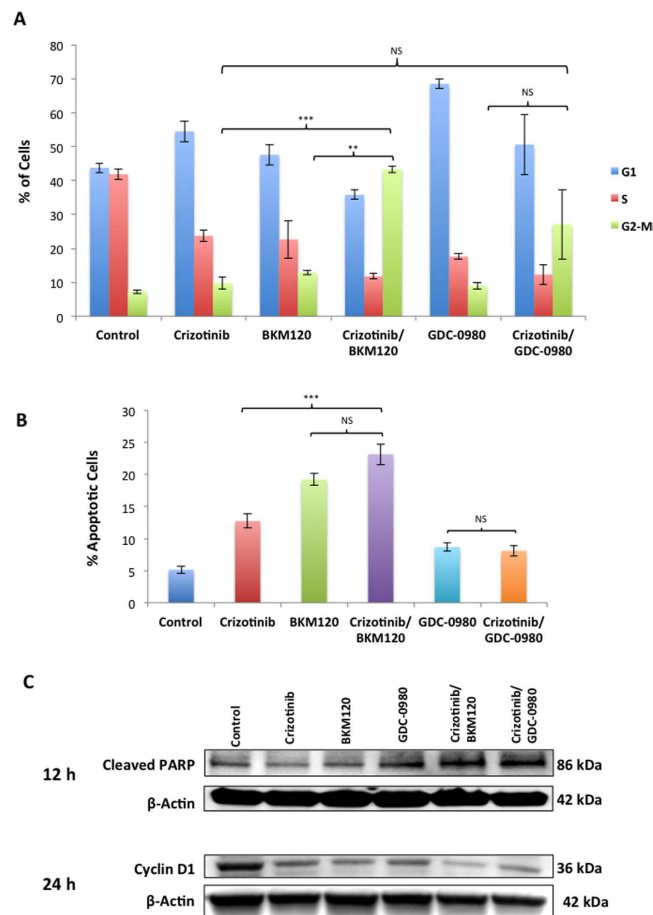 A
80
70
60
50
40
30
20
10
0
% of Cells
NS
***
**
NS
G1
S
G2-M
Control
Crizotinib
BKM120
Crizotinib/
BKM120
GDC-0980
Crizotinib/
GDC-0980
B
30
25
20
15
10
5
0
% Apoptotic Cells
***
NS
NS
Control
Crizotinib
BKM120
Crizotinib/
BKM120
GDC-0980
Crizotinib/
GDC-0980
C
Control
Crizotinib
BKM120
GDC-0980
Crizotinib/
BKM120
Crizotinib/
GDC-0980
12 h
Cleaved PARP
86 kDa
β-Actin
42 kDa
24 h
Cyclin D1
36 kDa
β-Actin
42 kDa